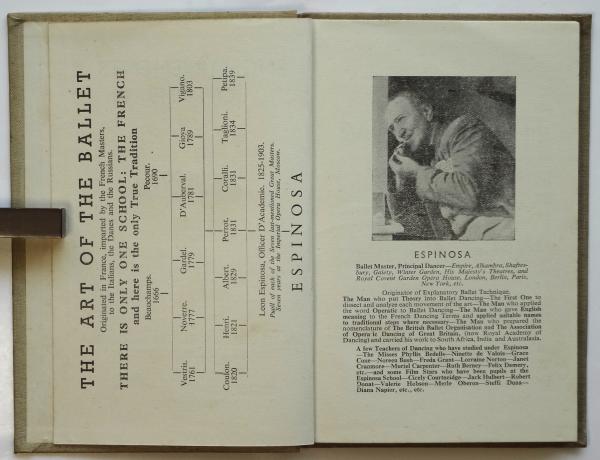 THE ART OF THE BALLET
Originated in France, imparted by the French Masters,
to the Italians, the Danes and the Russians.
THERE IS ONLY ONE SCHOOL: THE FRENCH
and here is the only True Tradition
Beauchamps. Pecour.
1666 1690
Vestris. Noverre. Gardel. D'Auberval. Giova Vigano.
1761 1777 1779 1781 1789 1803
Coulon. Henri. Albert. Perrot. Coralli. Taglioni. Petipa.
1820 1821 1829 1831 1831 1834 1839
Leon Espinosa, Officer D'Academie. 1825-1903.
Pupil of each of the Seven last-mentioned Great Masters.
Seven years at the Imperial Opera House, Moscow.
ESPINOSA
ESPINOSA
Ballet Master, Principal Dancer—Empire, Alhambra, Shaftes-
bury, Gaiety, Winter Garden, His Majesty's Theatres, and
Royal Covent Garden Opera House, London, Berlin, Paris,
New York, etc.
Originator of Explanatory Ballet Technique.
The Man who put Theory into Ballet Dancing—The First One to
dissect and analyze each movement of the art—The Man who applied
the word Operatic to Ballet Dancing—The Man who gave English
meaning to the French Dancing Terms and applied suitable names
to traditional steps where necessary—The Man who prepared the
nomenclature of The British Ballet Organisation and The Association
of Operatic Dancing of Great Britain, (now Royal Academy of
Dancing) and carried his work to South Africa, India and Australia.
A few Teachers of Dancing who have studied under Espinosa
—The Misses Phyllis Bedells—Ninette de Valois—Grace
Cone—Noreen Bush—Freda Grant—Lorraine Norton—Janet
Cranmore—Muriel Carpenter—Ruth Berner—Felix Demery,
etc.,—and some Film Stars who have been pupils at the
Espinosa School—Cicely Courtneidge—Jack Hulbert—Robert
Donat—Valerie Hobson—Merle Oberon—Steffi Duna—
Diana Napier, etc., etc.